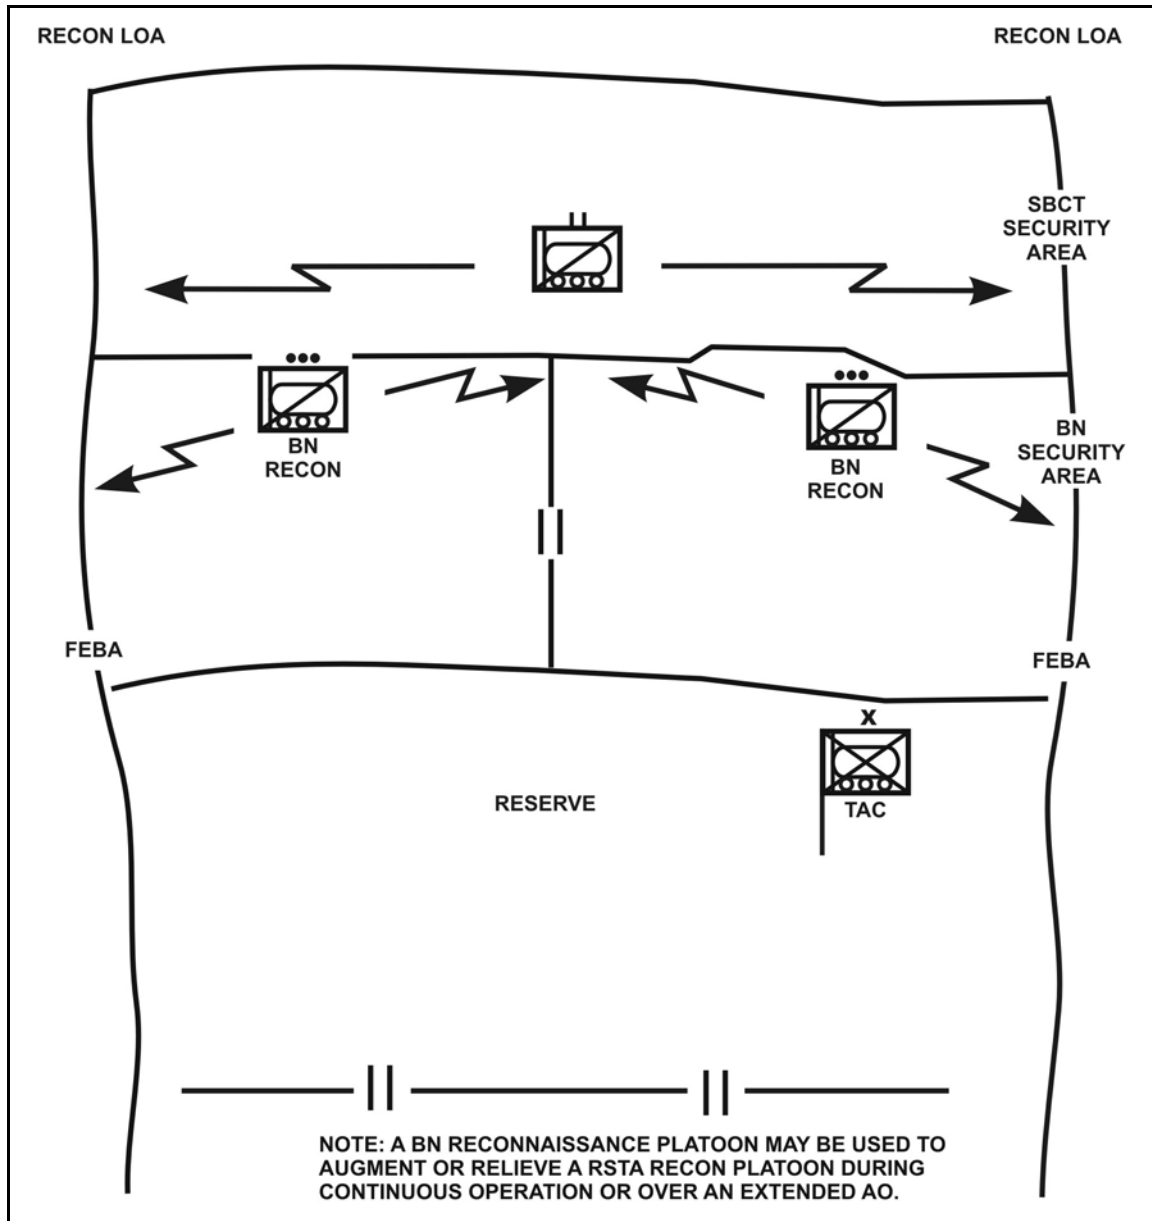 RECON LOA
RECON LOA
SBCT
SECURITY
AREA
BN
RECON
BN
RECON
BN
SECURITY
AREA
FEBA
FEBA
X
TAC
RESERVE
NOTE: A BN RECONNAISSANCE PLATOON MAY BE USED TO
AUGMENT OR RELIEVE A RSTA RECON PLATOON DURING
CONTINUOUS OPERATION OR OVER AN EXTENDED AO.